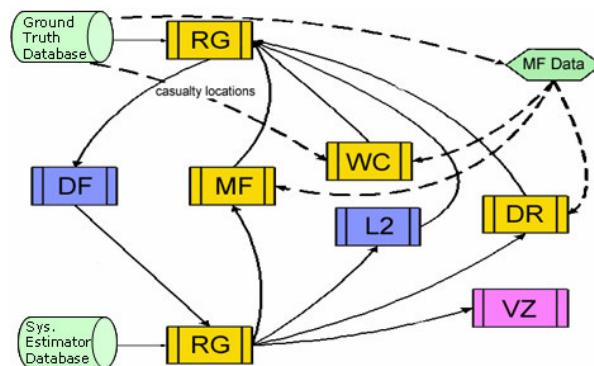 Ground
Truth
Database
RG
MF Data
casualty locations
WC
DF
MF
L2
DR
VZ
Sys.
Estimator
Database
RG